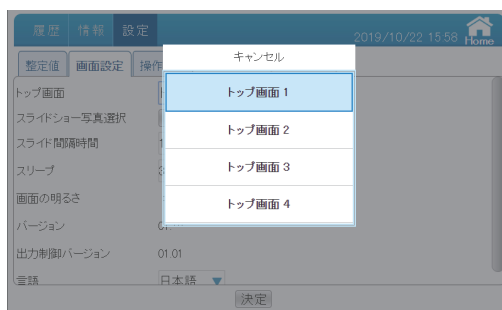 履歴 情報 設定
2019/10/22 15:58 Home
キャンセル
整定値 画面設定 操作
トップ画面
トップ画面 1
スライドショー写真選択
トップ画面 2
スライド間隔時間
トップ画面 3
スリープ
画面の明るさ
トップ画面 4
バージョン
出力制御バージョン 01.01
言語 日本語
決定